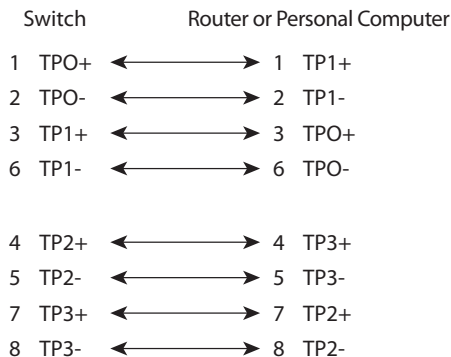 Switch Router or Personal Computer
1 TPO+ 1 TP1+
2 TPO- 2 TP1-
3 TP1+ 3 TPO+
6 TP1- 6 TPO-
4 TP2+ 4 TP3+
5 TP2- 5 TP3-
7 TP3+ 7 TP2+
8 TP3- 8 TP2-